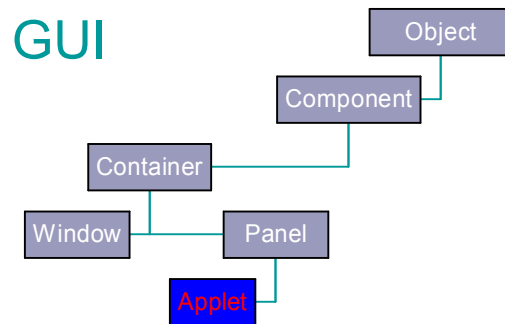 GUI
Object
Component
Container
Window
Panel
Applet